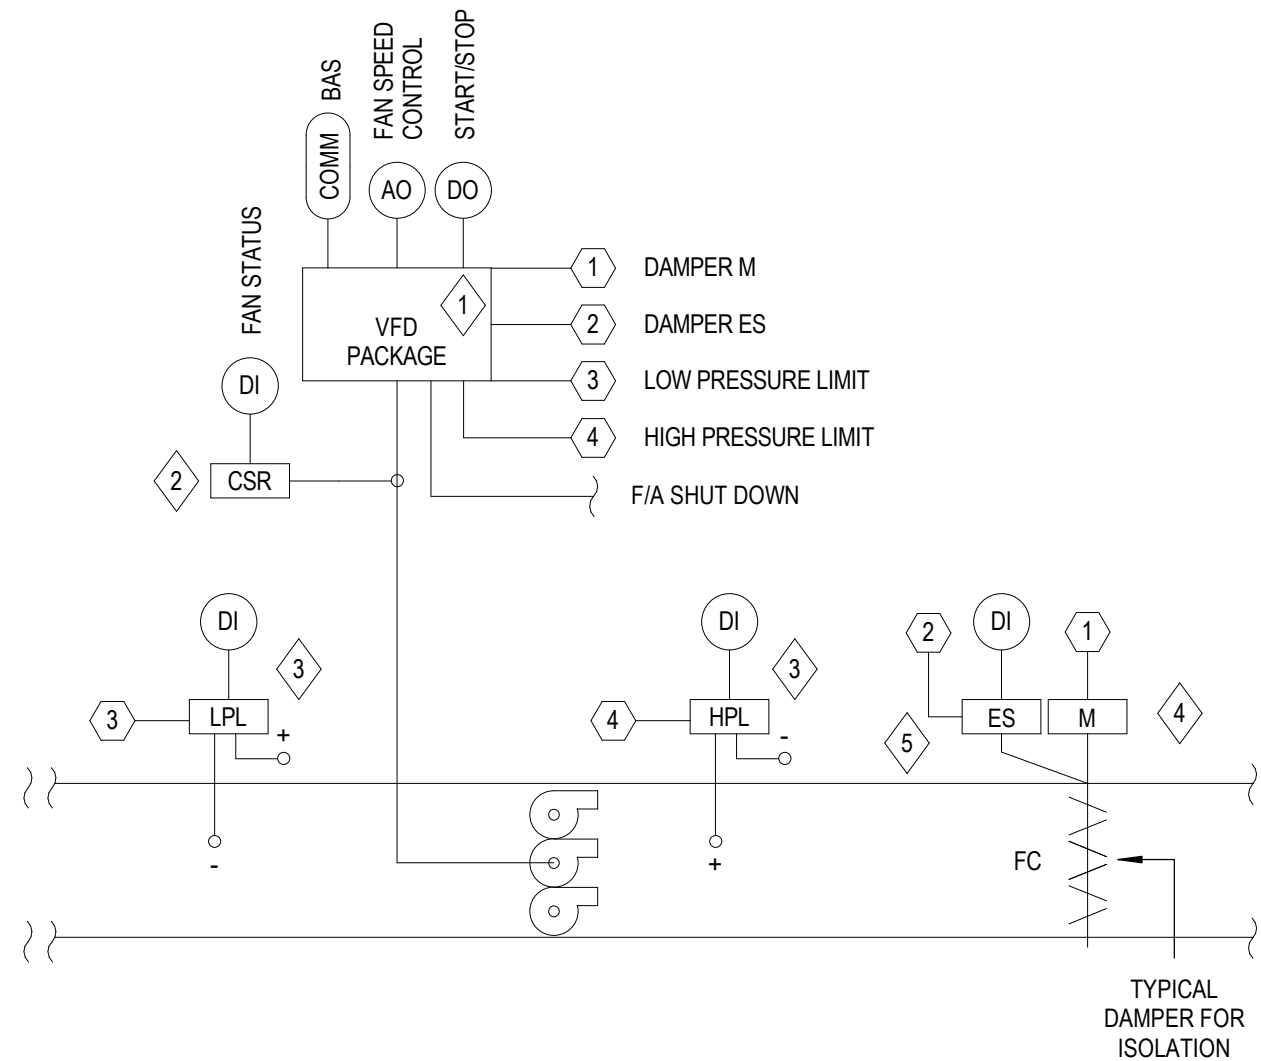 BAS
FAN SPEED
CONTROL
START/STOP
COMM
AO
DO
FAN STATUS
1 DAMPER M
1
VFD
PACKAGE
2 DAMPER ES
3 LOW PRESSURE LIMIT
DI
4 HIGH PRESSURE LIMIT
2
CSR
F/A SHUT DOWN
DI
3
3
LPL
+
-
DI
3
4
HPL
-
+
2
DI
1
ES
M
4
5
FC
TYPICAL
DAMPER FOR
ISOLATION